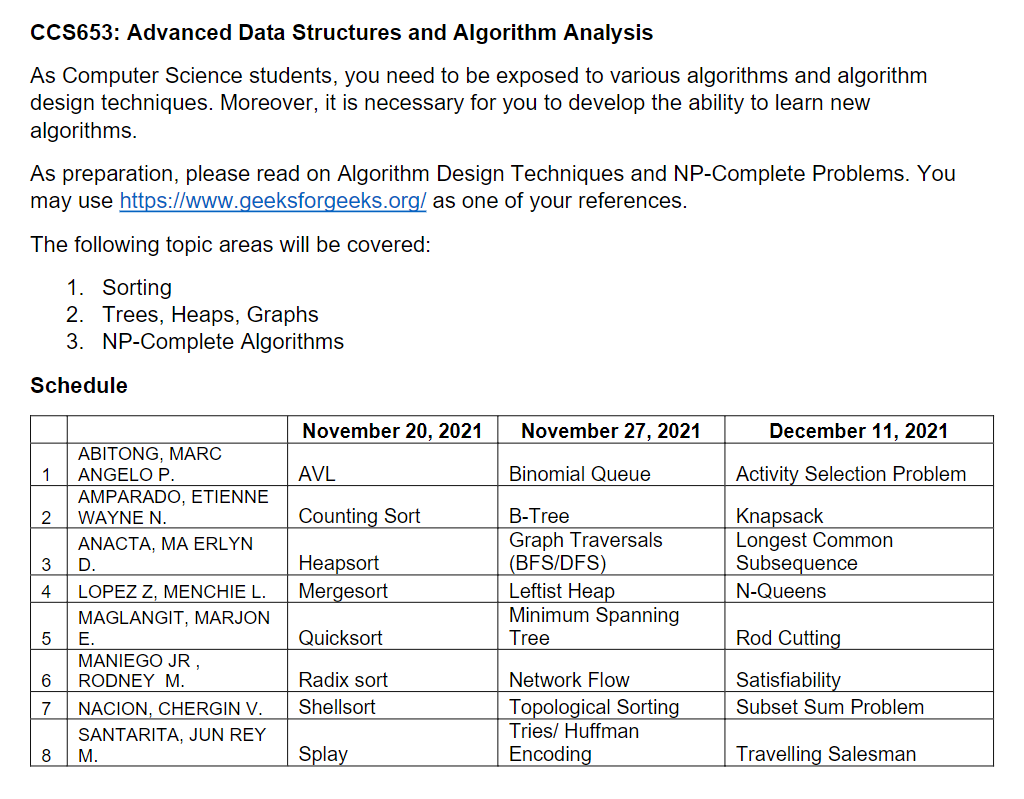 CCS653: Advanced Data Structures and Algorithm Analysis
As Computer Science students, you need to be exposed to various algorithms and algorithm
design techniques. Moreover, it is necessary for you to develop the ability to learn new
algorithms.
As preparation, please read on Algorithm Design Techniques and NP-Complete Problems. You
may use https://www.geeksforgeeks.org/ as one of your references.
The following topic areas will be covered:
1. Sorting
2. Trees, Heaps, Graphs
3. NP-Complete Algorithms
Schedule
November 20, 2021 November 27, 2021 December 11, 2021
ABITONG, MARC
1 ANGELO P. AVL Binomial Queue Activity Selection Problem
AMPARADO, ETIENNE
2 WAYNE N. Counting Sort B-Tree Knapsack
ANACTA, MA ERLYN Graph Traversals Longest Common
3 D. Heapsort (BFS/DFS) Subsequence
4 LOPEZ Z, MENCHIE L. Mergesort Leftist Heap N-Queens
MAGLANGIT, MARJON Minimum Spanning
5 E. Quicksort Tree Rod Cutting
MANIEGO JR ,
6 RODNEY M. Radix sort Network Flow Satisfiability
7 NACION, CHERGIN V. Shellsort Topological Sorting Subset Sum Problem
SANTARITA, JUN REY Tries/ Huffman
8 M. Splay Encoding Travelling Salesman